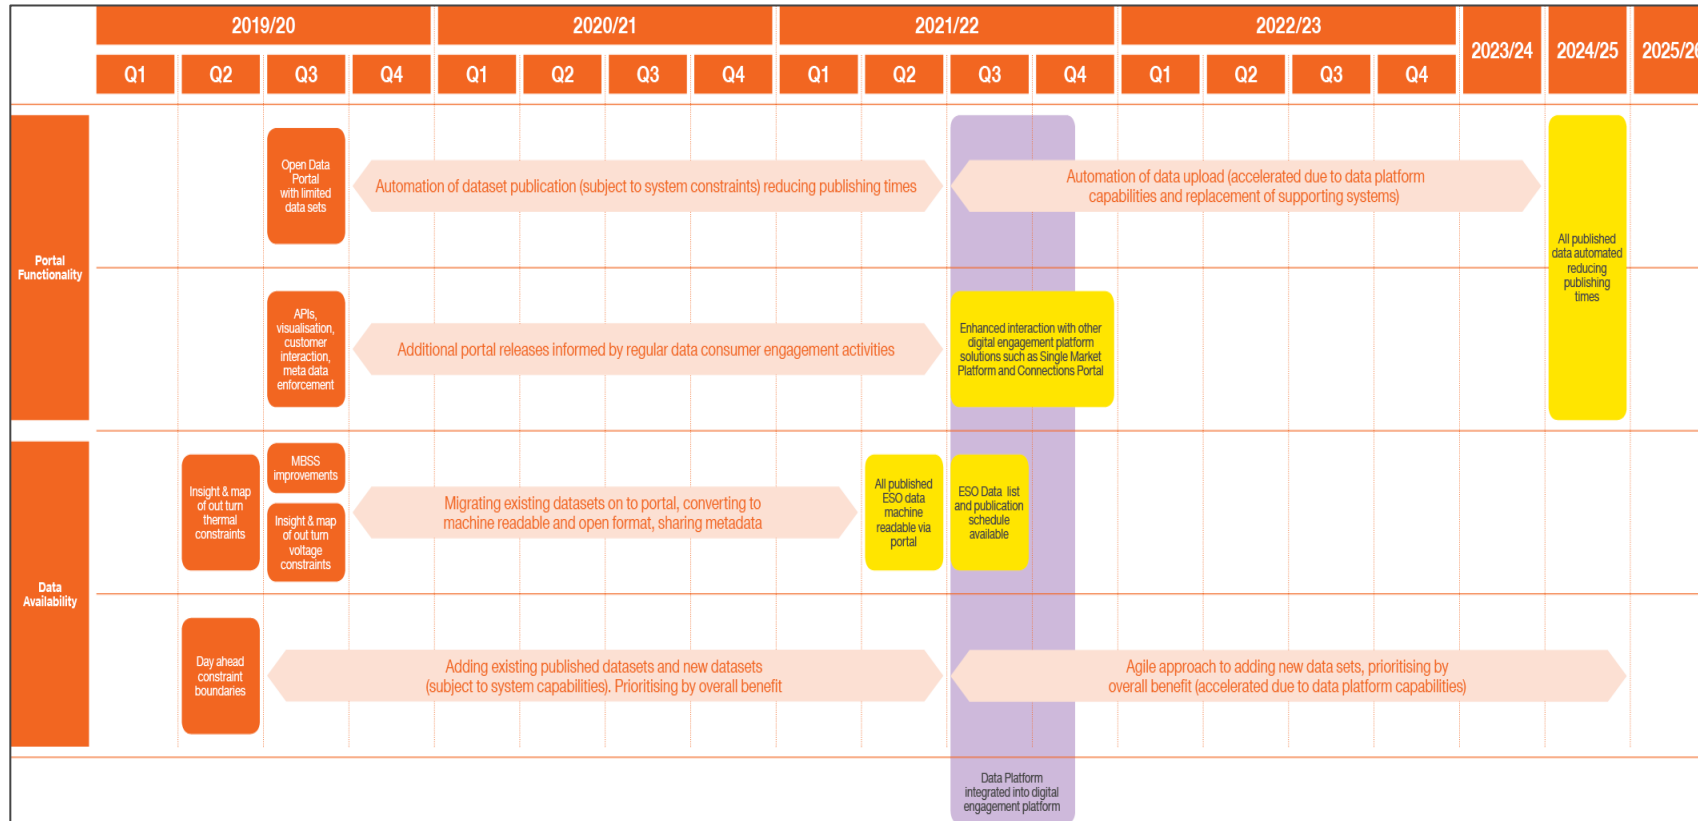 2019/20
2020/21
2021/22
2022/23
2023/24
2024/25
2025/26
Q1
Q2
Q3
Q4
Q1
Q2
Q3
Q4
Q1
Q2
Q3
Q4
Q1
Q2
Q3
Q4
Portal
Functionality
Open Data
Portal
with limited
data sets
Automation of dataset publication (subject to system constraints) reducing publishing times
Automation of data upload (accelerated due to data platform
capabilities and replacement of supporting systems)
All published
data automated
reducing
publishing
times
APIs,
visualisation,
customer
interaction,
meta data
enforcement
Additional portal releases informed by regular data consumer engagement activities
Enhanced interaction with other
digital engagement platform
solutions such as Single Market
Platform and Connections Portal
Data
Availability
Insight & map
of out turn
thermal
constraints
MBSS
improvements
Insight & map
of out turn
voltage
constraints
Migrating existing datasets on to portal, converting to
machine readable and open format, sharing metadata
All published
ESO data
machine
readable via
portal
ESO Data list
and publication
schedule
available
Day ahead
constraint
boundaries
Adding existing published datasets and new datasets
(subject to system capabilities). Prioritising by overall benefit
Agile approach to adding new data sets, prioritising by
overall benefit (accelerated due to data platform capabilities)
Data Platform
integrated into digital
engagement platform